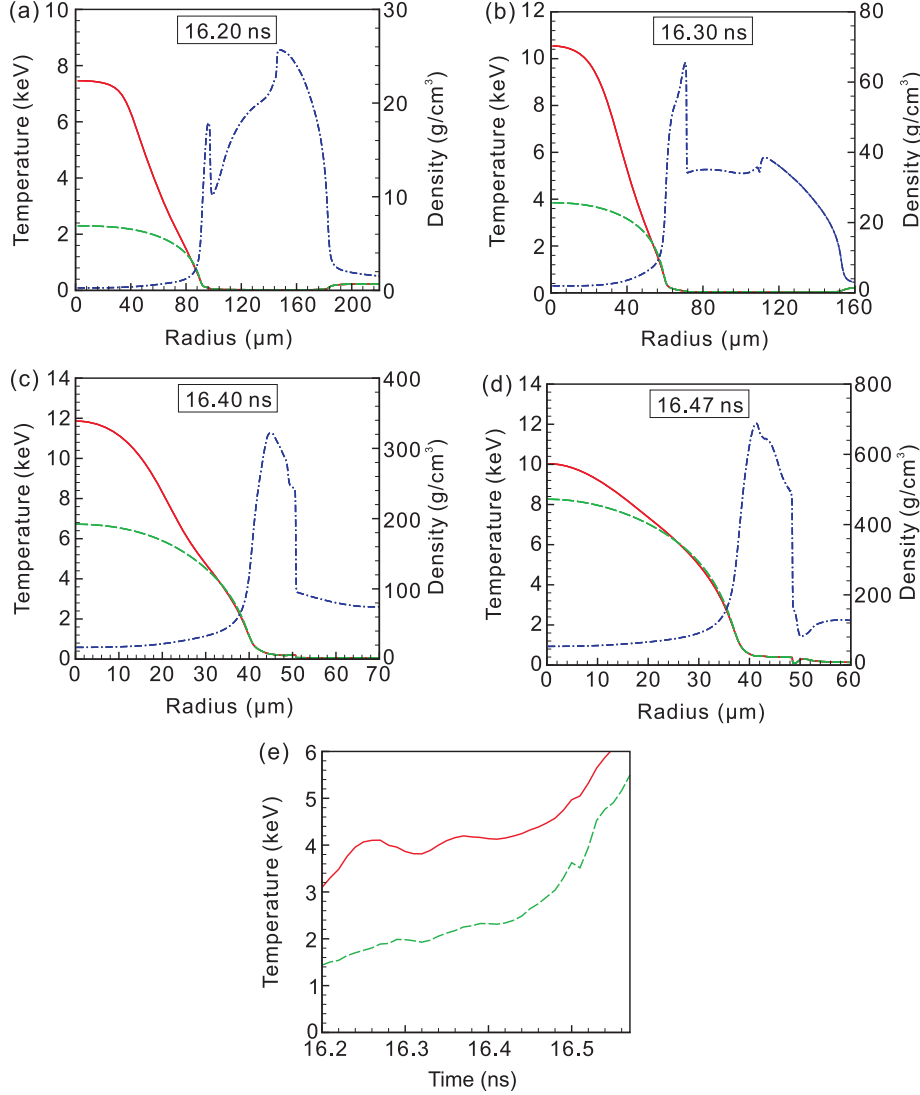 (a)
16.20 ns
10
8
6
4
2
0
Temperature (keV)
30
20
10
0
Density (g/cm³)
0 40 80 120 160 200
Radius (µm)
(b)
16.30 ns
12
10
8
6
4
2
0
Temperature (keV)
80
60
40
20
0
Density (g/cm³)
0 40 80 120 160
Radius (µm)
(c)
16.40 ns
14
12
10
8
6
4
2
0
Temperature (keV)
400
300
200
100
0
Density (g/cm³)
0 10 20 30 40 50 60 70
Radius (µm)
(d)
16.47 ns
14
12
10
8
6
4
2
0
Temperature (keV)
800
600
400
200
0
Density (g/cm³)
0 10 20 30 40 50 60
Radius (µm)
(e)
6
5
4
3
2
1
0
Temperature (keV)
16.2 16.3 16.4 16.5
Time (ns)